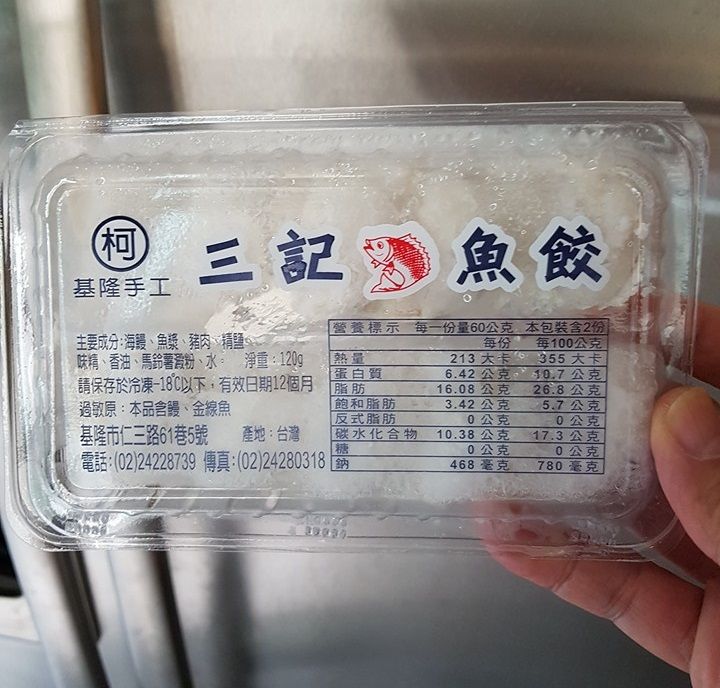 柯 三記 魚餃
基隆手工
主要成分:海鰻、魚漿、豬肉、精鹽、
味精、香油、馬鈴薯澱粉、水。 淨重:120g
請保存於冷凍-18℃以下,有效日期12個月
過敏原:本品含鰻、金線魚
基隆市仁三路61巷5號 產地:台灣
電話:(02)24228739 傳真:(02)24280318
營養標示 每一份量60公克 本包裝含2份
每份 每100公克
熱量 213 大卡 355 大卡
蛋白質 6.42 公克 10.7 公克
脂肪 16.08 公克 26.8 公克
飽和脂肪 3.42 公克 5.7 公克
反式脂肪 0 公克 0 公克
碳水化合物 10.38 公克 17.3 公克
糖 0 公克 0 公克
鈉 468 毫克 780 毫克